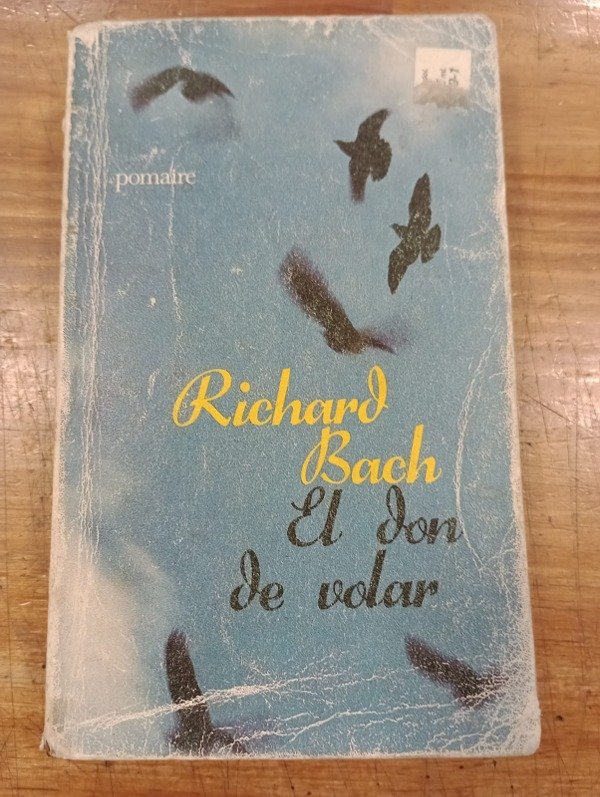 pomaire
Richard
Bach
El don
de volar